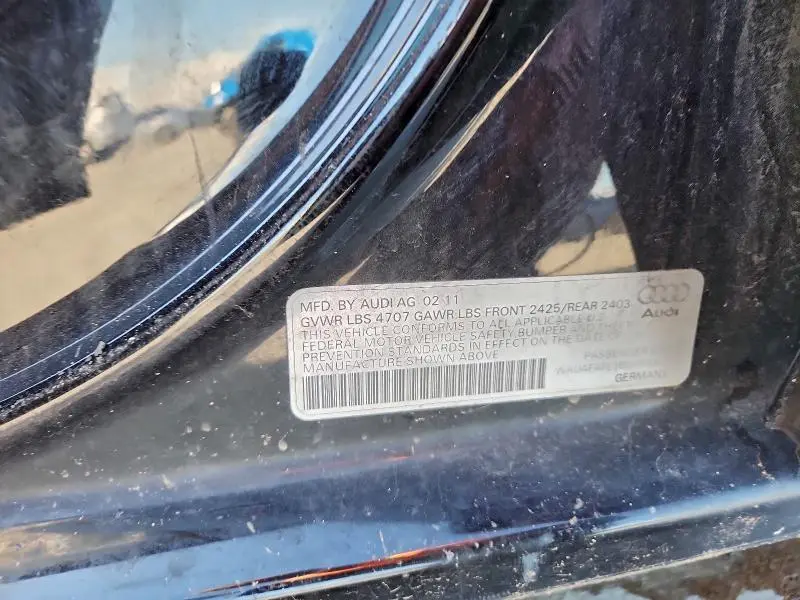 MFD. BY AUDI AG 02 11
GVWR LBS 4707 GAWR LBS FRONT 2425/REAR 2403
THIS VEHICLE CONFORMS TO ALL APPLICABLE U.S.
FEDERAL MOTOR VEHICLE SAFETY BUMPER AND THEFT
PREVENTION STANDARDS IN EFFECT ON THE DATE OF
MANUFACTURE SHOWN ABOVE
Audi
GERMANY